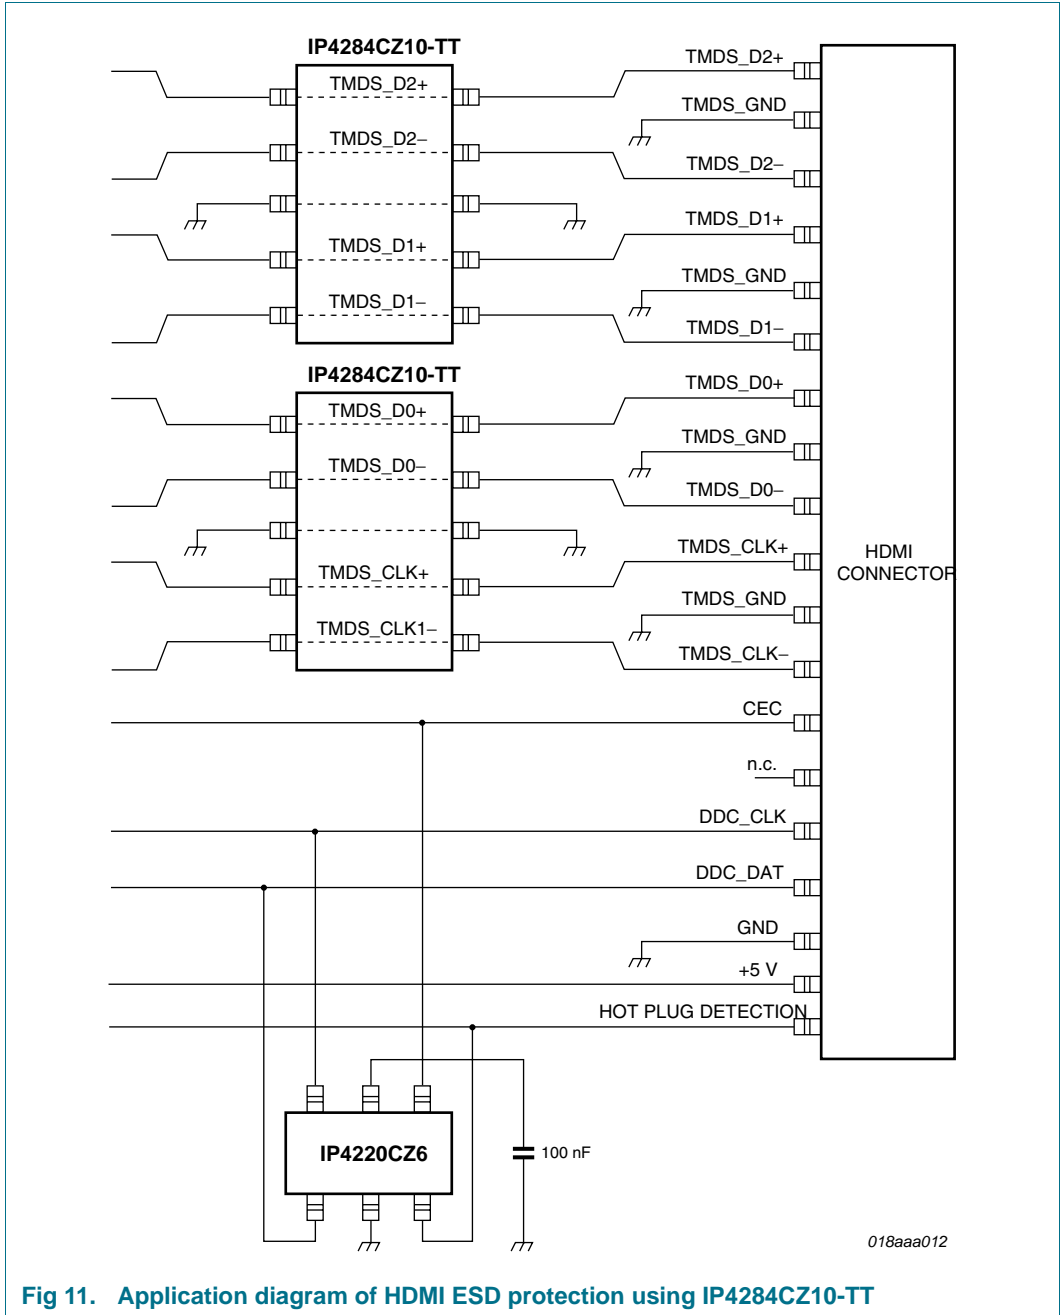 IP4284CZ10-TT
TMDS_D2+
TMDS_D2+
TMDS_GND
TMDS_D2−
TMDS_D2−
TMDS_D1+
TMDS_D1+
TMDS_GND
TMDS_D1−
TMDS_D1−
IP4284CZ10-TT
TMDS_D0+
TMDS_D0+
TMDS_GND
TMDS_D0−
TMDS_D0−
TMDS_CLK+
HDMI
CONNECTOR
TMDS_CLK+
TMDS_GND
TMDS_CLK1−
TMDS_CLK−
CEC
n.c.
DDC_CLK
DDC_DAT
GND
+5 V
HOT PLUG DETECTION
IP4220CZ6
100 nF
018aaa012
Fig 11. Application diagram of HDMI ESD protection using IP4284CZ10-TT